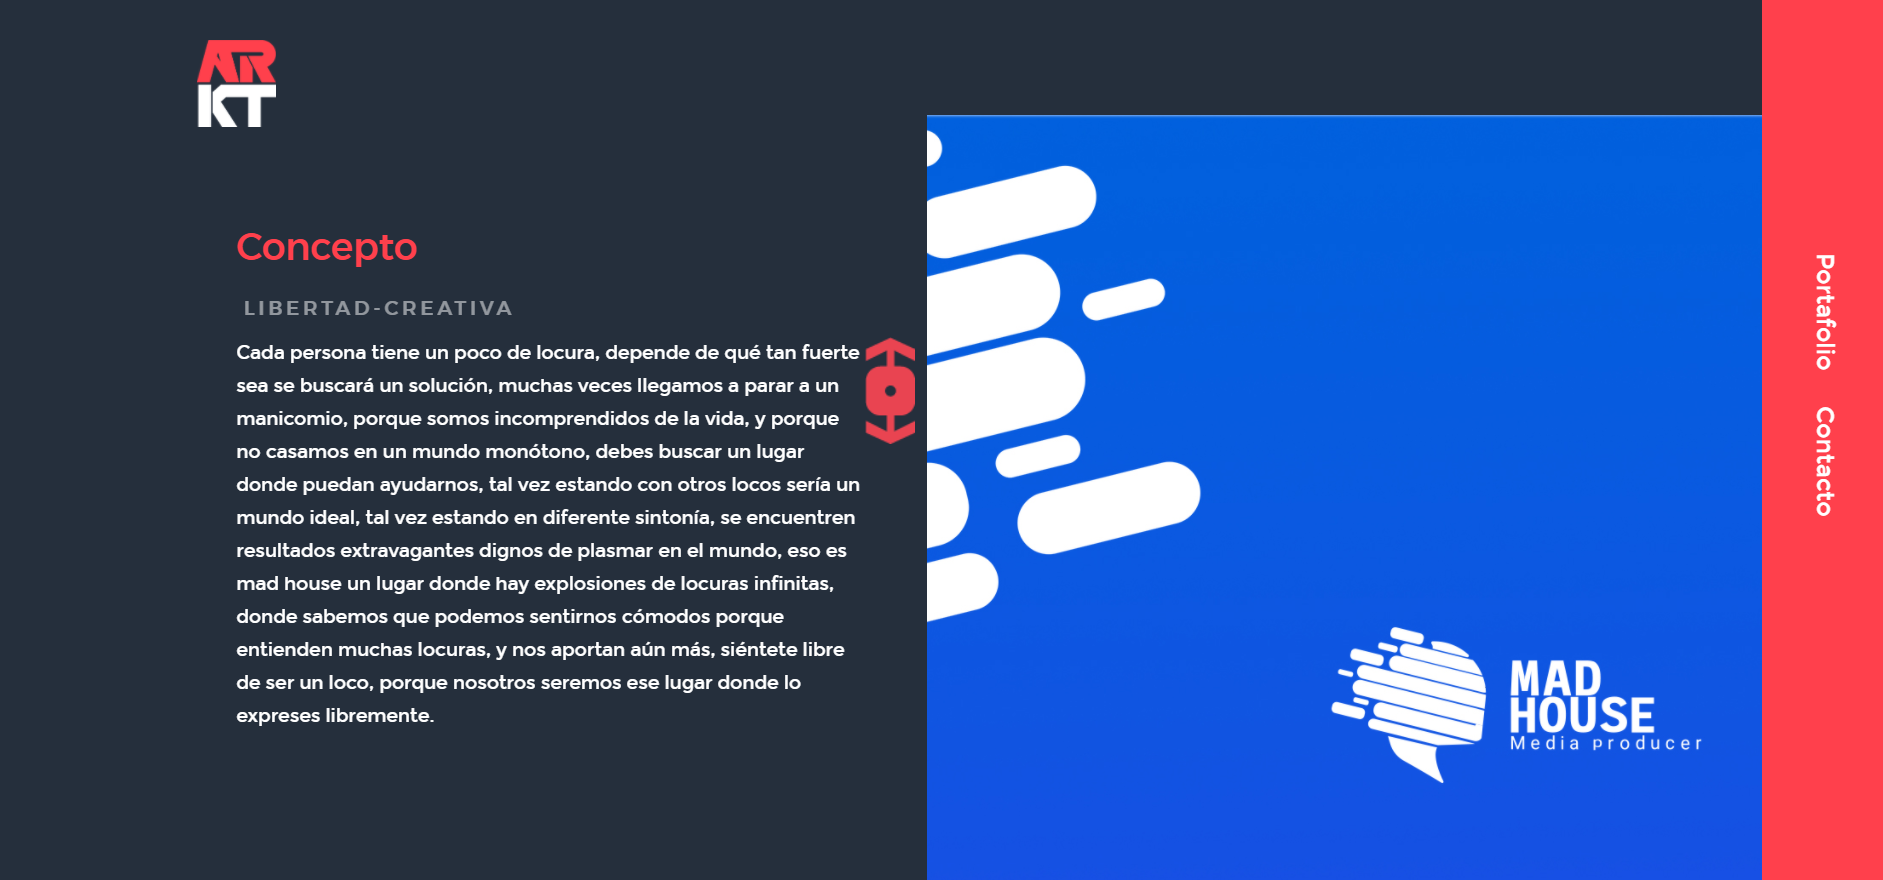 AR
KT
Concepto
LIBERTAD-CREATIVA
Cada persona tiene un poco de locura, depende de qué tan fuerte
sea se buscará un solución, muchas veces llegamos a parar a un
manicomio, porque somos incomprendidos de la vida, y porque
no casamos en un mundo monótono, debes buscar un lugar
donde puedan ayudarnos, tal vez estando con otros locos sería un
mundo ideal, tal vez estando en diferente sintonía, se encuentren
resultados extravagantes dignos de plasmar en el mundo, eso es
mad house un lugar donde hay explosiones de locuras infinitas,
donde sabemos que podemos sentirnos cómodos porque
entienden muchas locuras, y nos aportan aún más, siéntete libre
de ser un loco, porque nosotros seremos ese lugar donde lo
expreses libremente.
MAD
HOUSE
Media producer
Portafolio
Contacto